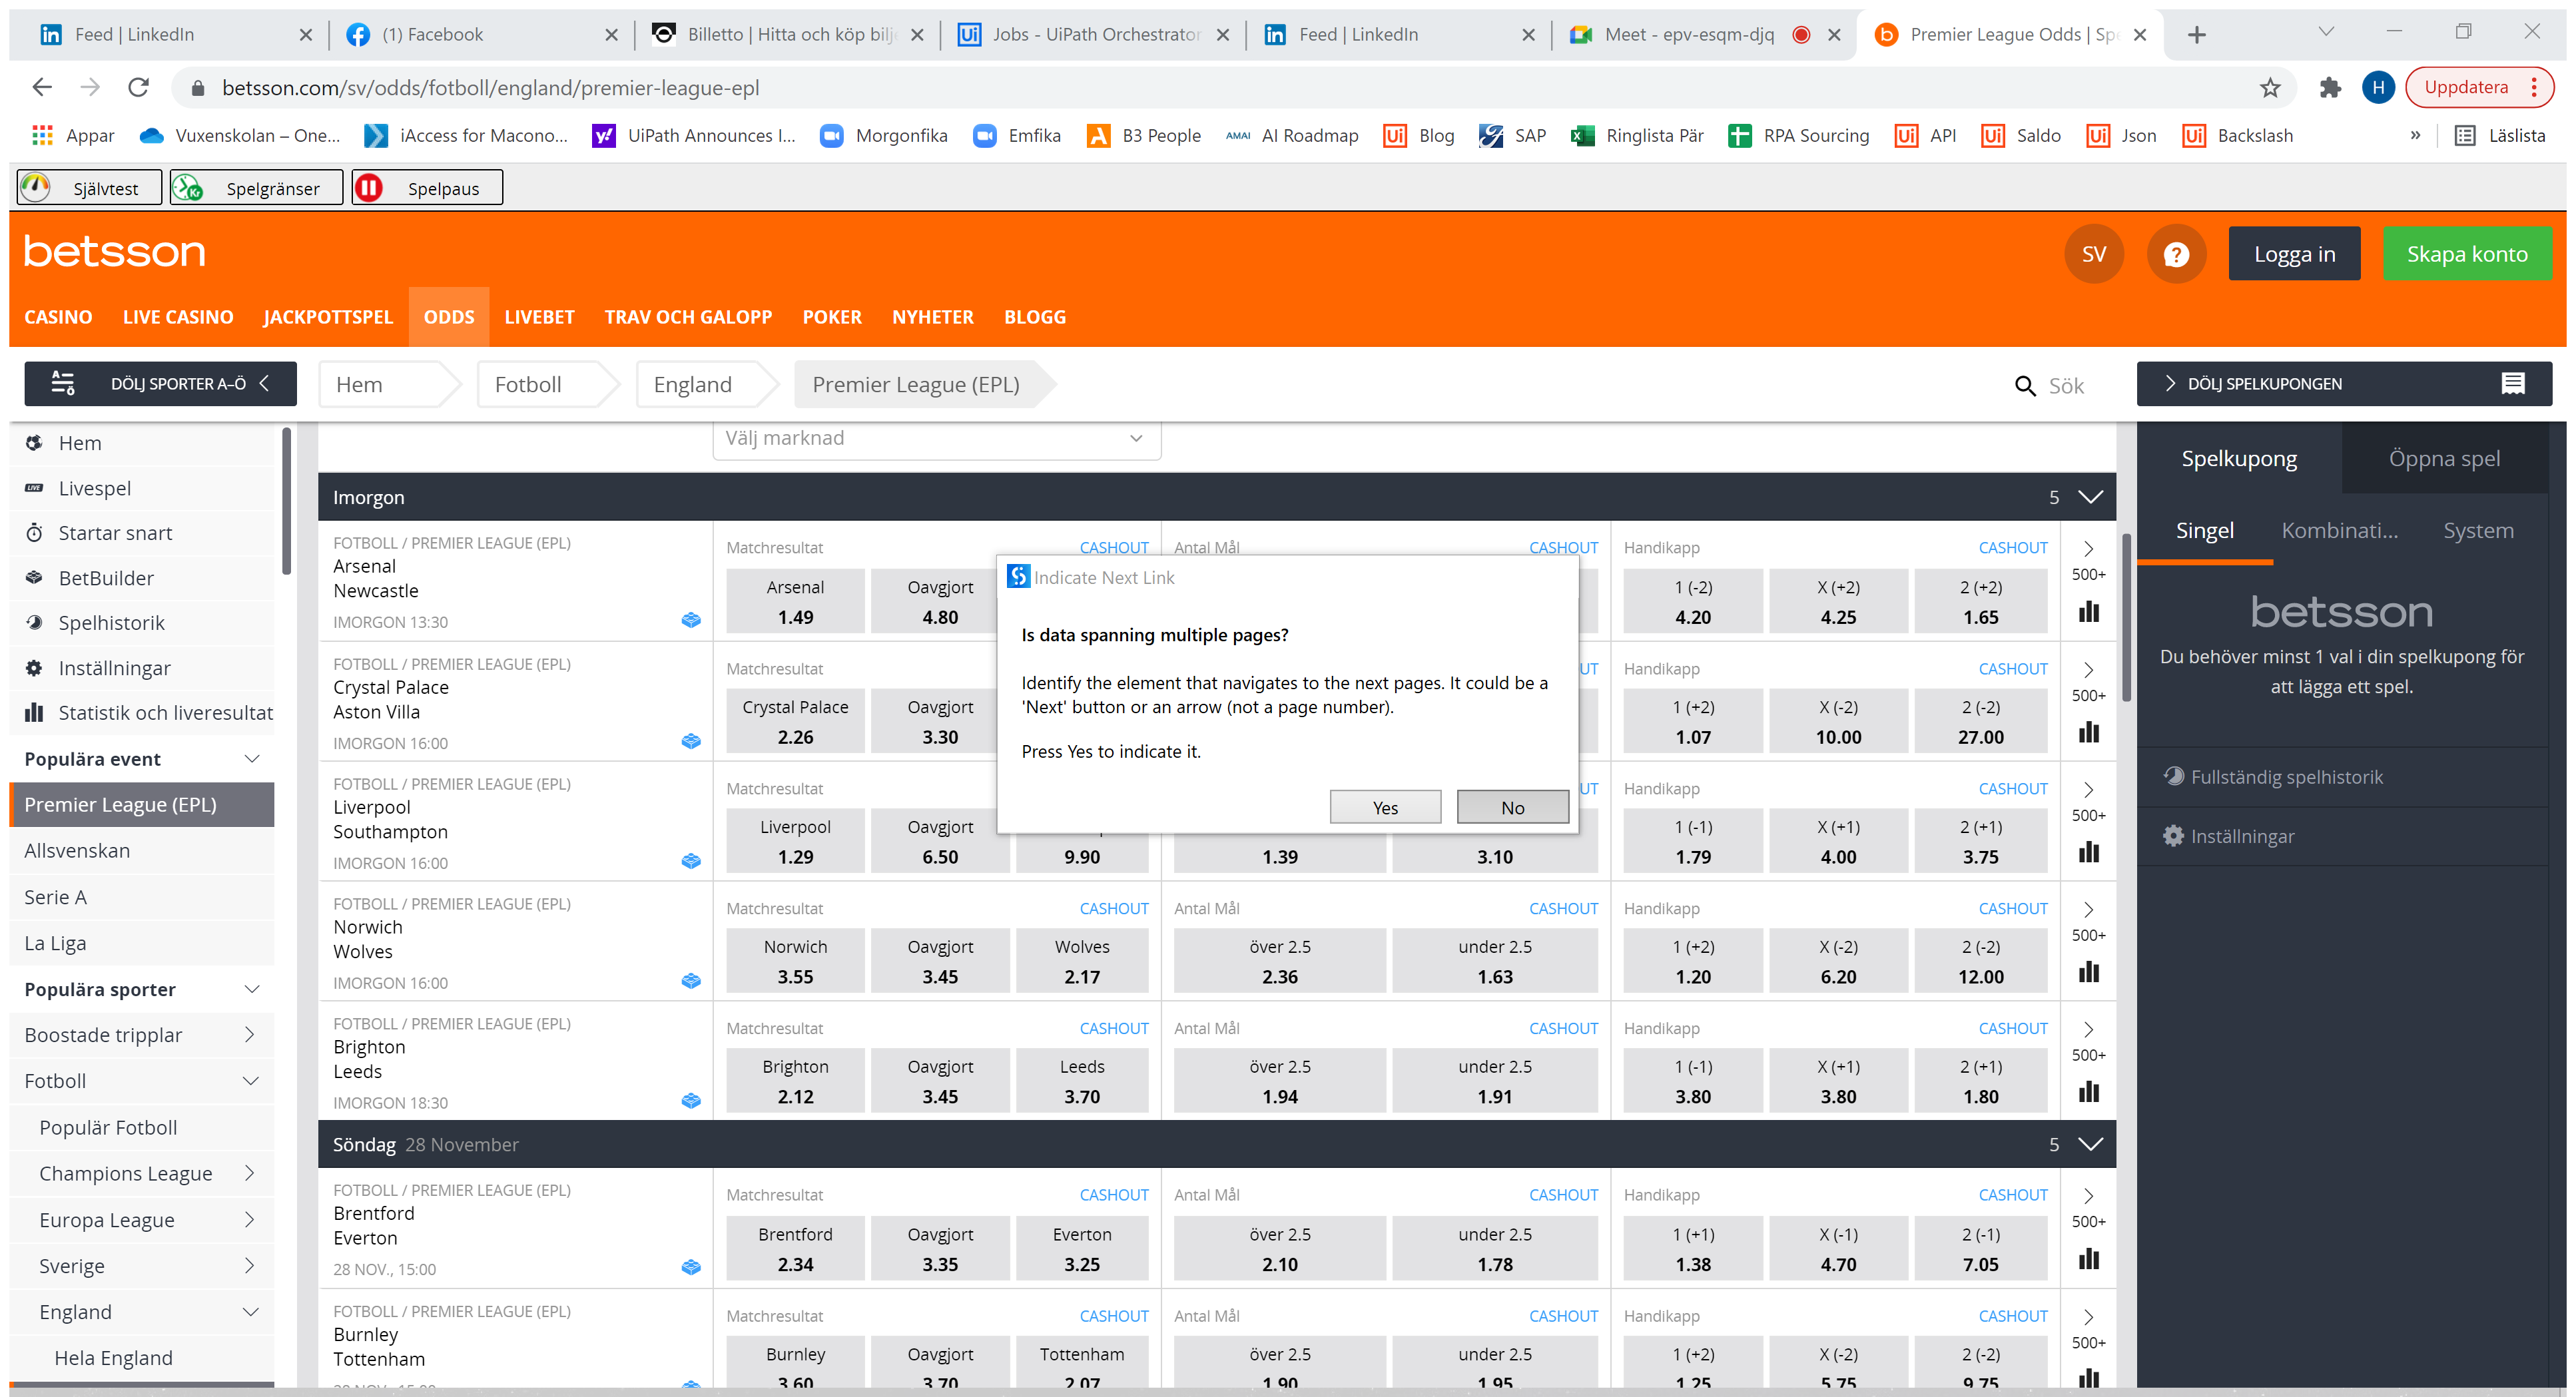 Feed | LinkedIn
(1) Facebook
Billetto | Hitta och köp bilje
Jobs - UiPath Orchestrator
Feed | LinkedIn
Meet - epv-esqm-djq
Premier League Odds | Spe
betsson.com/sv/odds/fotboll/england/premier-league-epl
H
Uppdatera
Appar
Vuxenskolan – One...
iAccess for Macono...
UiPath Announces I...
Morgonfika
Emfika
B3 People
AMAI
AI Roadmap
Blog
SAP
Ringlista Pär
RPA Sourcing
API
Saldo
Json
Backslash
»
Läslista
Självtest
Spelgränser
Spelpaus
betsson
SV
Logga in
Skapa konto
CASINO
LIVE CASINO
JACKPOTTSPEL
ODDS
LIVEBET
TRAV OCH GALOPP
POKER
NYHETER
BLOGG
DÖLJ SPORTER A–Ö
Hem
Fotboll
England
Premier League (EPL)
Sök
DÖLJ SPELKUPONGEN
Hem
Livespel
Startar snart
BetBuilder
Spelhistorik
Inställningar
Statistik och liveresultat
Populära event
Premier League (EPL)
Allsvenskan
Serie A
La Liga
Populära sporter
Boostade tripplar
Fotboll
Populär Fotboll
Champions League
Europa League
Sverige
England
Hela England
Välj marknad
Imorgon
5
FOTBOLL / PREMIER LEAGUE (EPL)
Arsenal
Newcastle
IMORGON 13:30
Matchresultat CASHOUT
Arsenal Oavgjort
1.49 4.80
Antal Mål CASHOUT
Handikapp CASHOUT
1 (-2) X (+2) 2 (+2)
4.20 4.25 1.65
500+
FOTBOLL / PREMIER LEAGUE (EPL)
Crystal Palace
Aston Villa
IMORGON 16:00
Matchresultat
Crystal Palace Oavgjort
2.26 3.30
UT
Handikapp CASHOUT
1 (+2) X (-2) 2 (-2)
1.07 10.00 27.00
500+
FOTBOLL / PREMIER LEAGUE (EPL)
Liverpool
Southampton
IMORGON 16:00
Matchresultat
Liverpool Oavgjort
1.29 6.50 9.90
UT
1.39 3.10
Handikapp CASHOUT
1 (-1) X (+1) 2 (+1)
1.79 4.00 3.75
500+
FOTBOLL / PREMIER LEAGUE (EPL)
Norwich
Wolves
IMORGON 16:00
Matchresultat CASHOUT
Norwich Oavgjort Wolves
3.55 3.45 2.17
Antal Mål CASHOUT
över 2.5 under 2.5
2.36 1.63
Handikapp CASHOUT
1 (+2) X (-2) 2 (-2)
1.20 6.20 12.00
500+
FOTBOLL / PREMIER LEAGUE (EPL)
Brighton
Leeds
IMORGON 18:30
Matchresultat CASHOUT
Brighton Oavgjort Leeds
2.12 3.45 3.70
Antal Mål CASHOUT
över 2.5 under 2.5
1.94 1.91
Handikapp CASHOUT
1 (-1) X (+1) 2 (+1)
3.80 3.80 1.80
500+
Söndag 28 November
5
FOTBOLL / PREMIER LEAGUE (EPL)
Brentford
Everton
28 NOV., 15:00
Matchresultat CASHOUT
Brentford Oavgjort Everton
2.34 3.35 3.25
Antal Mål CASHOUT
över 2.5 under 2.5
2.10 1.78
Handikapp CASHOUT
1 (+1) X (-1) 2 (-1)
1.38 4.70 7.05
500+
FOTBOLL / PREMIER LEAGUE (EPL)
Burnley
Tottenham
28 NOV., 15:00
Matchresultat CASHOUT
Burnley Oavgjort Tottenham
3.60 3.70 2.07
Antal Mål CASHOUT
över 2.5 under 2.5
1.90 1.95
Handikapp CASHOUT
1 (+2) X (-2) 2 (-2)
1.25 5.75 9.75
500+
Indicate Next Link
Is data spanning multiple pages?
Identify the element that navigates to the next pages. It could be a
'Next' button or an arrow (not a page number).
Press Yes to indicate it.
Yes
No
Spelkupong
Öppna spel
Singel
Kombinati...
System
betsson
Du behöver minst 1 val i din spelkupong för
att lägga ett spel.
Fullständig spelhistorik
Inställningar